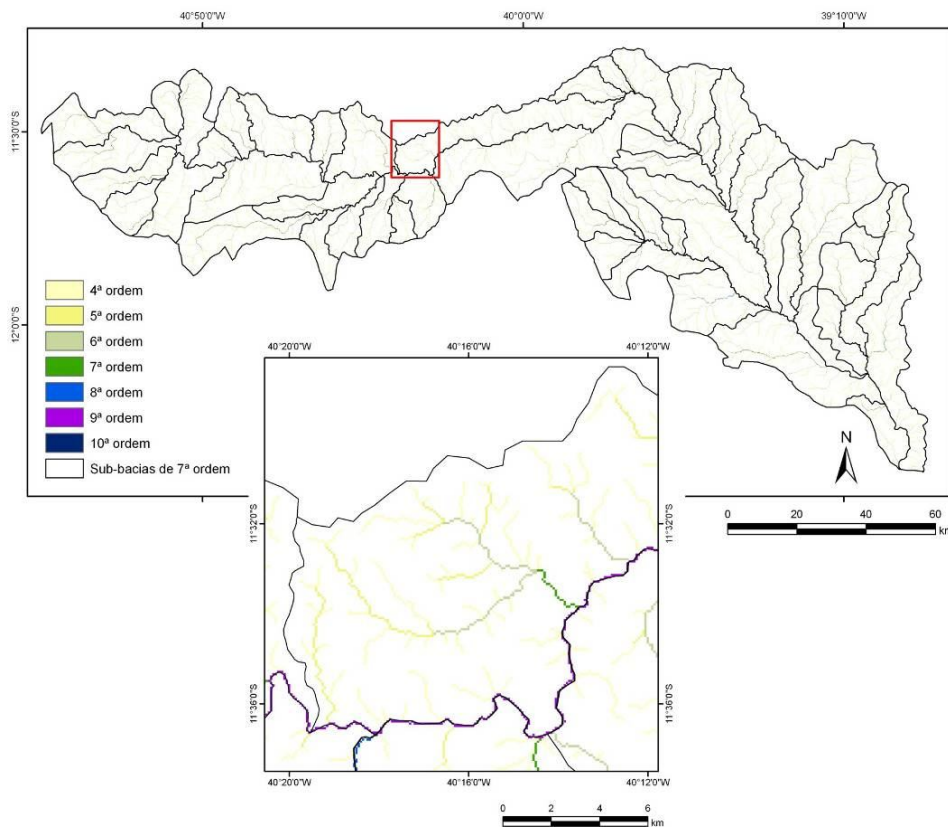 40°50'0"W
40°0'0"W
39°10'0"W
11°30'0"S
12°0'0"S
4ª ordem
5ª ordem
6ª ordem
7ª ordem
8ª ordem
9ª ordem
10ª ordem
Sub-bacias de 7ª ordem
N
0 20 40 60
km
40°20'0"W
40°16'0"W
40°12'0"W
11°32'0"S
11°32'0"S
11°36'0"S
11°36'0"S
40°20'0"W
40°16'0"W
40°12'0"W
0 2 4 6
km